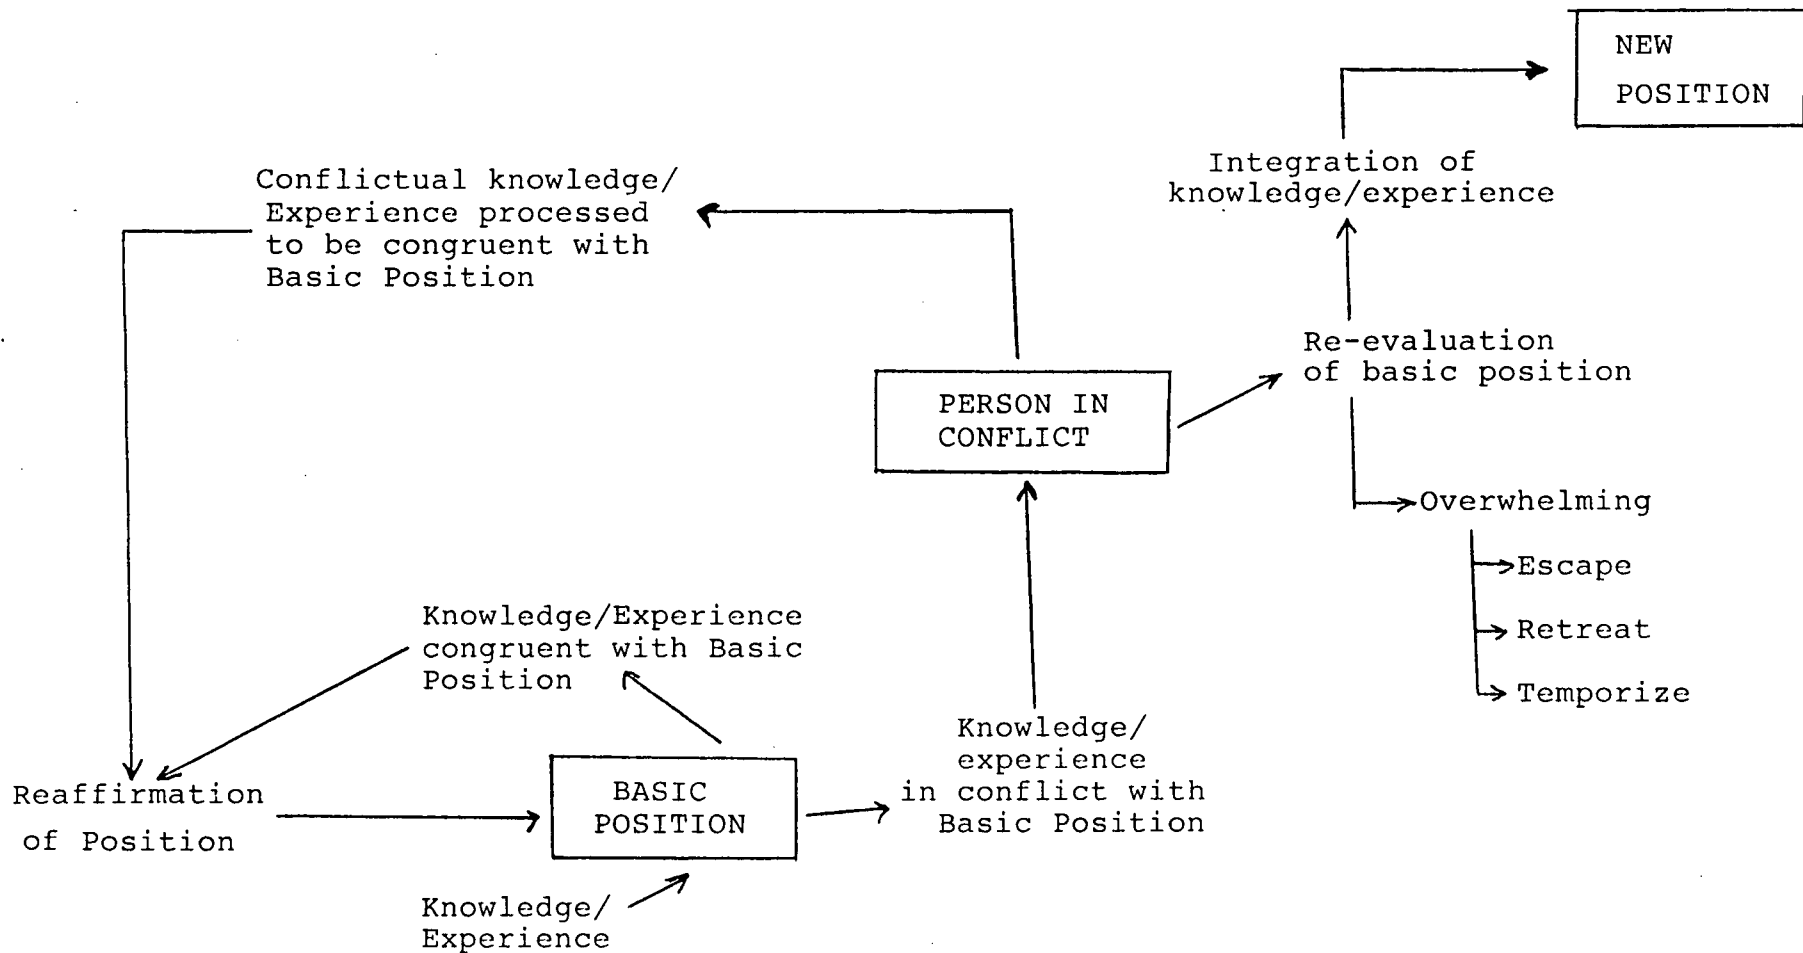 NEW
POSITION
Integration of
knowledge/experience
Conflictual knowledge/
Experience processed
to be congruent with
Basic Position
Re-evaluation
of basic position
PERSON IN
CONFLICT
Overwhelming
Escape
Retreat
Temporize
Knowledge/Experience
congruent with Basic
Position
Knowledge/
experience
in conflict with
Basic Position
Reaffirmation
of Position
BASIC
POSITION
Knowledge/
Experience